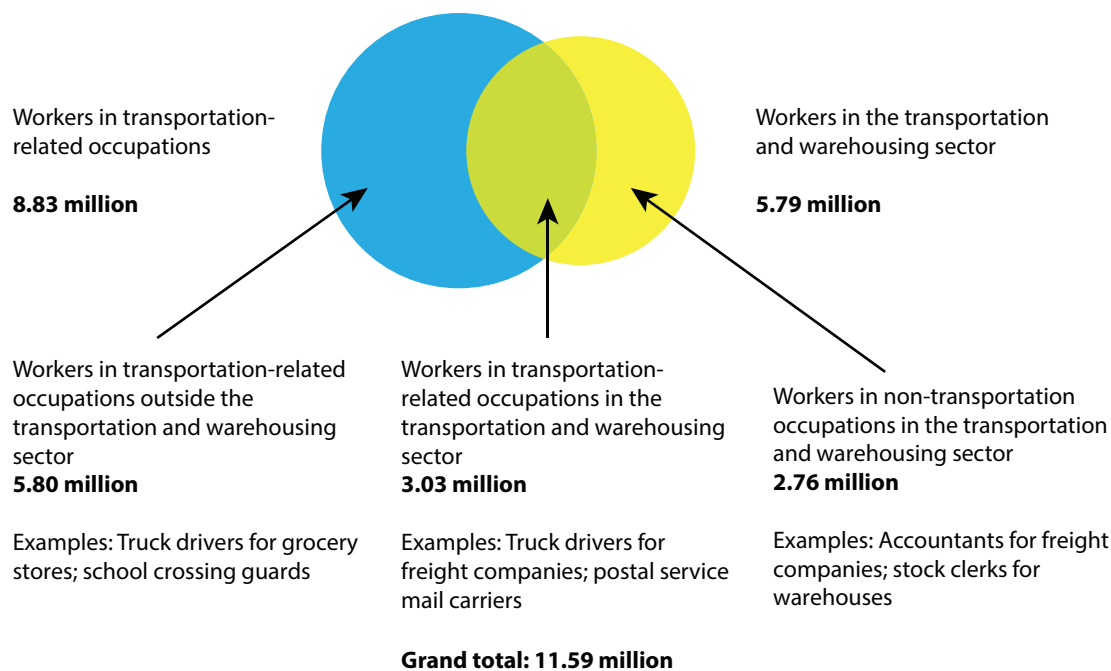 Workers in transportation-
related occupations
8.83 million
Workers in the transportation
and warehousing sector
5.79 million
Workers in transportation-related
occupations outside the
transportation and warehousing
sector
5.80 million
Examples: Truck drivers for grocery
stores; school crossing guards
Workers in transportation-
related occupations in the
transportation and warehousing
sector
3.03 million
Examples: Truck drivers for
freight companies; postal service
mail carriers
Workers in non-transportation
occupations in the transportation
and warehousing sector
2.76 million
Examples: Accountants for freight
companies; stock clerks for
warehouses
Grand total: 11.59 million